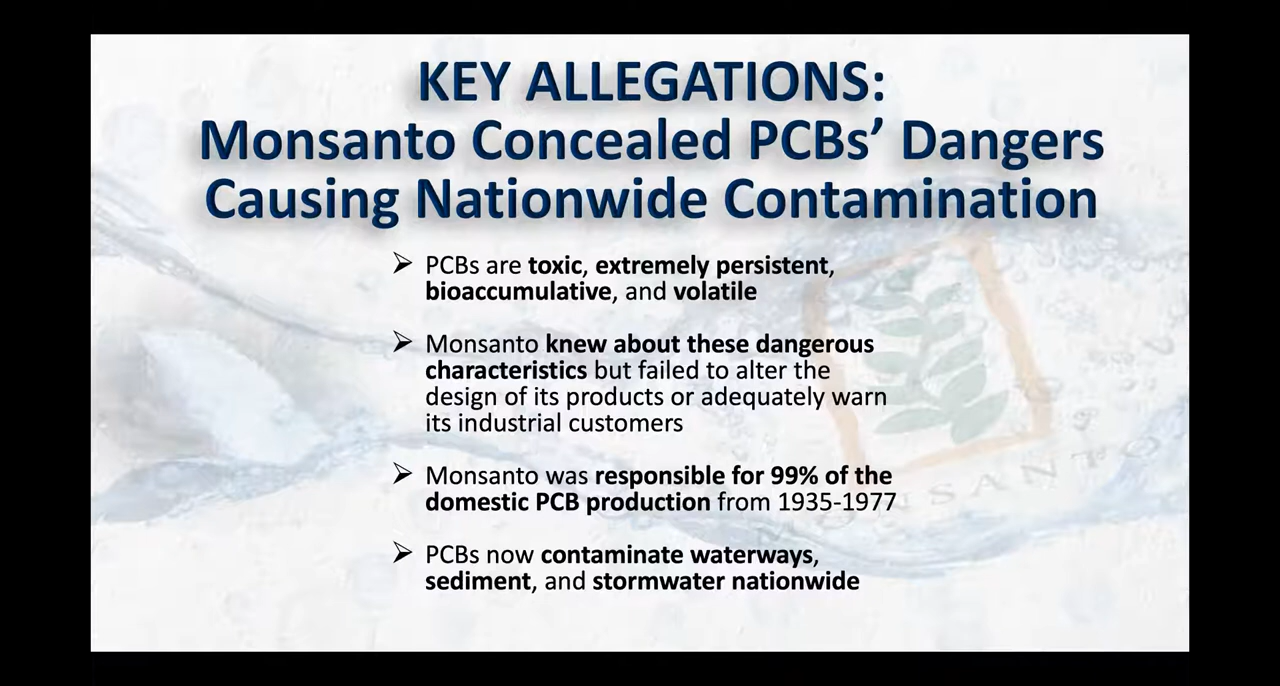 KEY ALLEGATIONS:
Monsanto Concealed PCBs’ Dangers
Causing Nationwide Contamination
➢ PCBs are toxic, extremely persistent,
bioaccumulative, and volatile
➢ Monsanto knew about these dangerous
characteristics but failed to alter the
design of its products or adequately warn
its industrial customers
➢ Monsanto was responsible for 99% of the
domestic PCB production from 1935-1977
➢ PCBs now contaminate waterways,
sediment, and stormwater nationwide
MONSANTO